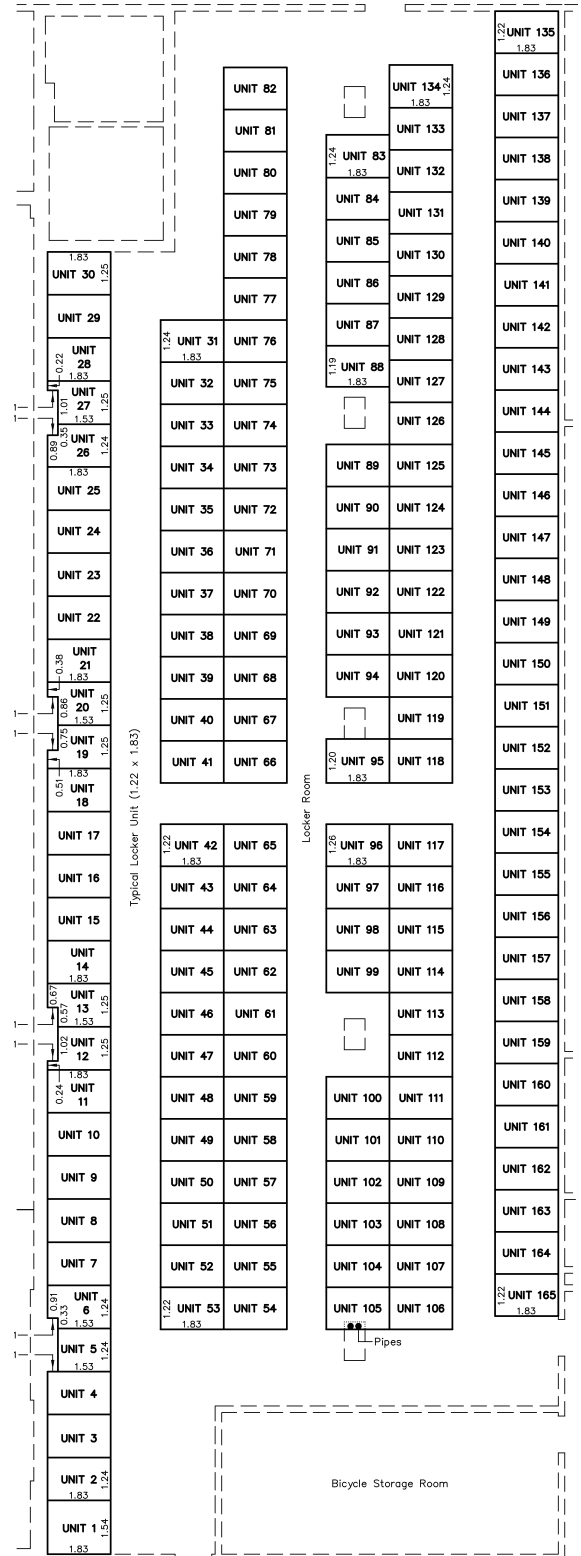 1.22
UNIT 135
1.83
UNIT 136
UNIT 137
UNIT 138
UNIT 139
UNIT 140
UNIT 141
UNIT 142
UNIT 143
UNIT 144
UNIT 145
UNIT 146
UNIT 147
UNIT 148
UNIT 149
UNIT 150
UNIT 151
UNIT 152
UNIT 153
UNIT 154
UNIT 155
UNIT 156
UNIT 157
UNIT 158
UNIT 159
UNIT 160
UNIT 161
UNIT 162
UNIT 163
UNIT 164
1.22
UNIT 165
1.83
UNIT 134
1.24
1.83
UNIT 133
UNIT 132
UNIT 131
UNIT 130
UNIT 129
UNIT 128
UNIT 127
UNIT 126
UNIT 125
UNIT 124
UNIT 123
UNIT 122
UNIT 121
UNIT 120
UNIT 119
UNIT 118
UNIT 117
UNIT 116
UNIT 115
UNIT 114
UNIT 113
UNIT 112
UNIT 111
UNIT 110
UNIT 109
UNIT 108
UNIT 107
UNIT 106
1.24
UNIT 83
1.83
UNIT 84
UNIT 85
UNIT 86
UNIT 87
1.19
UNIT 88
1.83
UNIT 89
UNIT 90
UNIT 91
UNIT 92
UNIT 93
UNIT 94
1.20
UNIT 95
1.83
1.26
UNIT 96
1.83
UNIT 97
UNIT 98
UNIT 99
UNIT 100
UNIT 101
UNIT 102
UNIT 103
UNIT 104
UNIT 105
Pipes
Locker Room
UNIT 82
UNIT 81
UNIT 80
UNIT 79
UNIT 78
UNIT 77
UNIT 76
UNIT 75
UNIT 74
UNIT 73
UNIT 72
UNIT 71
UNIT 70
UNIT 69
UNIT 68
UNIT 67
UNIT 66
UNIT 65
UNIT 64
UNIT 63
UNIT 62
UNIT 61
UNIT 60
UNIT 59
UNIT 58
UNIT 57
UNIT 56
UNIT 55
UNIT 54
1.24
UNIT 31
1.83
UNIT 32
UNIT 33
UNIT 34
UNIT 35
UNIT 36
UNIT 37
UNIT 38
UNIT 39
UNIT 40
UNIT 41
1.22
UNIT 42
1.83
UNIT 43
UNIT 44
UNIT 45
UNIT 46
UNIT 47
UNIT 48
UNIT 49
UNIT 50
UNIT 51
UNIT 52
1.22
UNIT 53
1.83
Typical Locker Unit (1.22 x 1.83)
1.83
UNIT 30
1.25
UNIT 29
UNIT
28
1.83
0.22
UNIT
27
1.01
1.25
1.53
0.35
UNIT
26
0.89
1.24
1.83
UNIT 25
UNIT 24
UNIT 23
UNIT 22
UNIT
21
1.83
0.38
UNIT
20
0.86
1.25
1.53
0.75
UNIT
19
1.25
0.51
1.83
UNIT
18
UNIT 17
UNIT 16
UNIT 15
UNIT
14
1.83
0.67
UNIT
13
0.57
1.25
1.53
UNIT
12
1.02
1.25
1.83
0.24
UNIT
11
UNIT 10
UNIT 9
UNIT 8
UNIT 7
0.91
UNIT
6
0.33
1.24
1.53
UNIT 5
1.24
1.53
UNIT 4
UNIT 3
UNIT 2
1.24
1.83
UNIT 1
1.54
1.83
Bicycle Storage Room